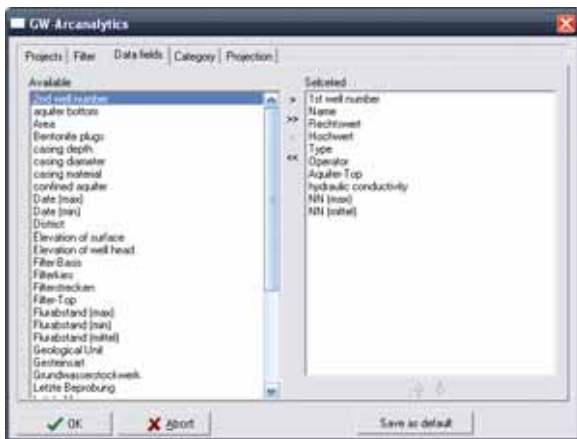 GW-Arcanalytics
Projects Filter Data fields Category Projection
Available
2nd well number
aquifer bottom
Area
Bentonite plugs
casing depth
casing diameter
casing material
confined aquifer
Date (max)
Date (min)
District
Elevation of surface
Elevation of well head
Filter-Basis
Filterkies
Filterstrecken
Filter-Top
Flurabstand (max)
Flurabstand (min)
Flurabstand (mittel)
Geological Unit
Gesteinsart
Grundwasserstockwerk
Letzte Beprobung
>
>>
<
<<
Selected
1st well number
Name
Rechtswert
Hochwert
Type
Operator
Aquifer-Top
hydraulic conductivity
NN (max)
NN (mittel)
OK
Abort
Save as default